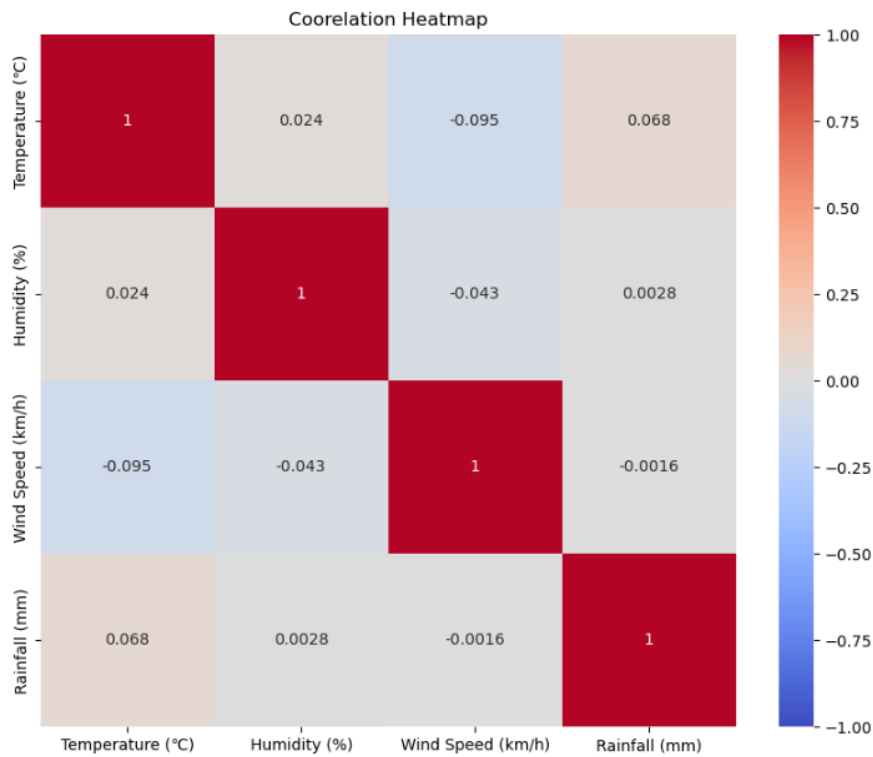 Coorelation Heatmap
Temperature (°C)
1
0.024
-0.095
0.068
Humidity (%)
0.024
1
-0.043
0.0028
Wind Speed (km/h)
-0.095
-0.043
1
-0.0016
Rainfall (mm)
0.068
0.0028
-0.0016
1
Temperature (°C)
Humidity (%)
Wind Speed (km/h)
Rainfall (mm)
1.00
0.75
0.50
0.25
0.00
−0.25
−0.50
−0.75
−1.00